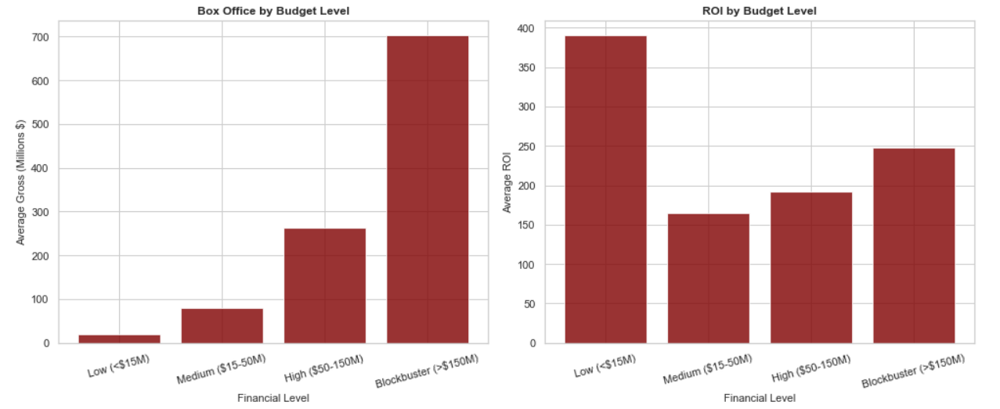 Box Office by Budget Level
Average Gross (Millions $)
700
600
500
400
300
200
100
0
Low (<$15M)
Medium ($15-50M)
High ($50-150M)
Blockbuster (>$150M)
Financial Level
ROI by Budget Level
Average ROI
400
350
300
250
200
150
100
50
0
Low (<$15M)
Medium ($15-50M)
High ($50-150M)
Blockbuster (>$150M)
Financial Level